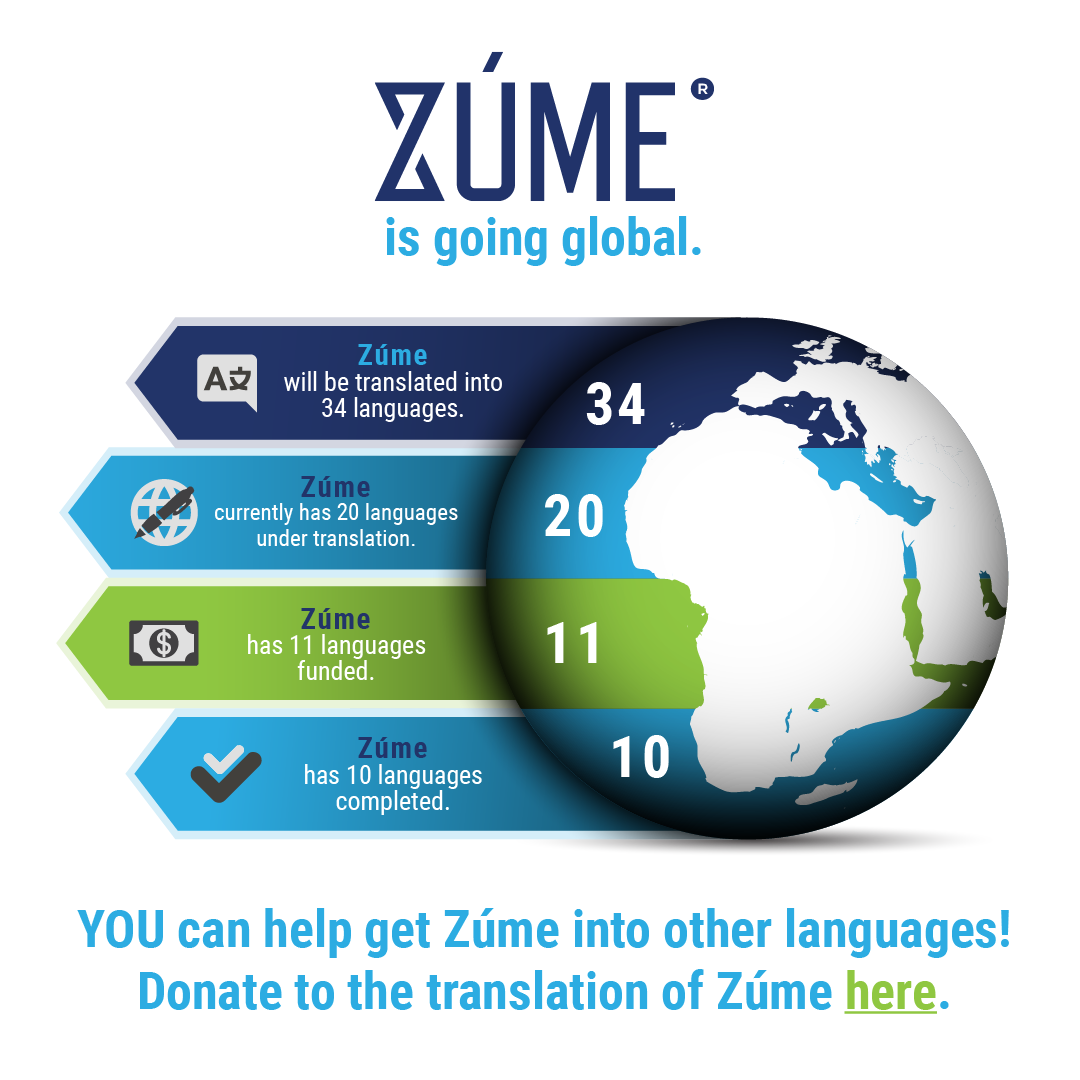 ZÚME®
is going global.
Zúme
will be translated into
34 languages.
34
Zúme
currently has 20 languages
under translation.
20
Zúme
has 11 languages
funded.
11
Zúme
has 10 languages
completed.
10
YOU can help get Zúme into other languages!
Donate to the translation of Zúme here.